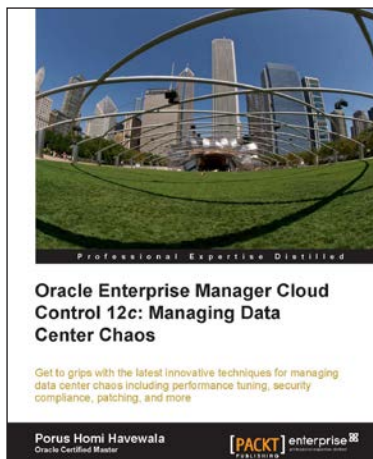 Professional Expertise Distilled
Oracle Enterprise Manager Cloud
Control 12c: Managing Data
Center Chaos
Get to grips with the latest innovative techniques for managing
data center chaos including performance tuning, security
compliance, patching, and more
Porus Homi Havewala
Oracle Certified Master
[PACKT] enterprise
PUBLISHING